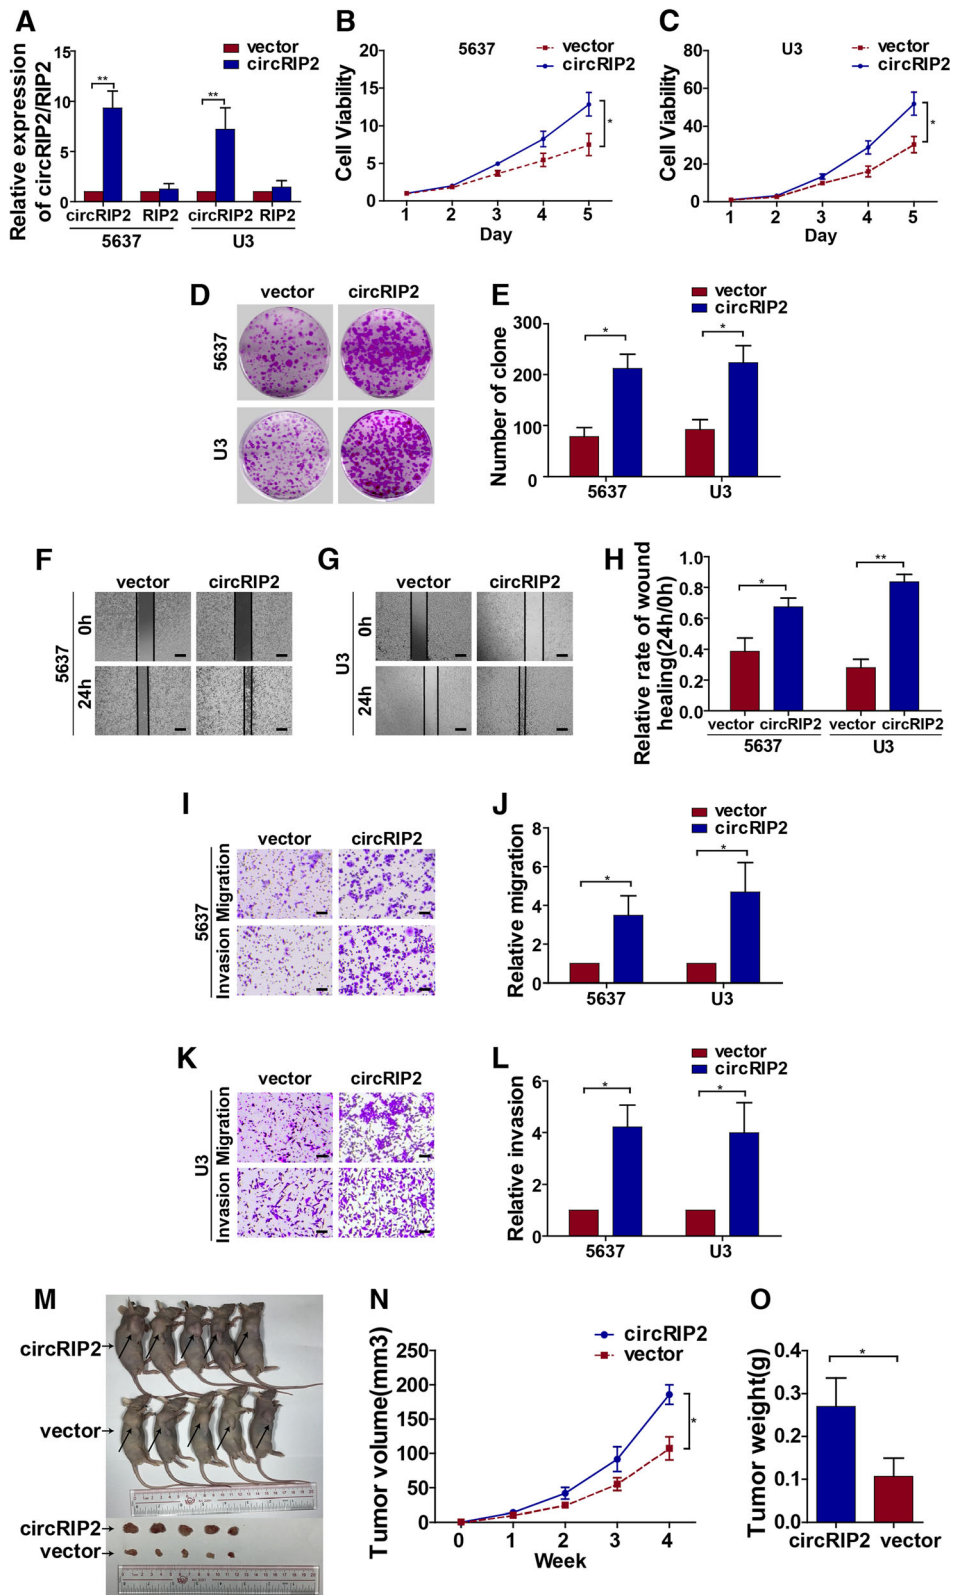 A
Relative expression
of circRIP2/RIP2
15
10
5
0
vector
circRIP2
**
**
circRIP2 RIP2 circRIP2 RIP2
5637 U3
B
Cell Viability
20
15
10
5
0
5637
vector
circRIP2
*
1 2 3 4 5
Day
C
Cell Viability
80
60
40
20
0
U3
vector
circRIP2
*
1 2 3 4 5
Day
D
vector circRIP2
5637
U3
E
Number of clone
300
200
100
0
vector
circRIP2
*
*
5637 U3
F
vector circRIP2
5637
0h
24h
G
vector circRIP2
U3
0h
24h
H
Relative rate of wound
healing(24h/0h)
1.0
0.8
0.6
0.4
0.2
0.0
*
**
vector circRIP2 vector circRIP2
5637 U3
I
vector circRIP2
5637
Invasion Migration
J
Relative migration
8
6
4
2
0
vector
circRIP2
*
*
5637 U3
K
vector circRIP2
U3
Invasion Migration
L
Relative invasion
6
4
2
0
vector
circRIP2
*
*
5637 U3
M
circRIP2
vector
circRIP2
vector
N
Tumor volume(mm3)
250
200
150
100
50
0
circRIP2
vector
*
0 1 2 3 4
Week
O
Tumor weight(g)
0.4
0.3
0.2
0.1
0.0
*
circRIP2 vector